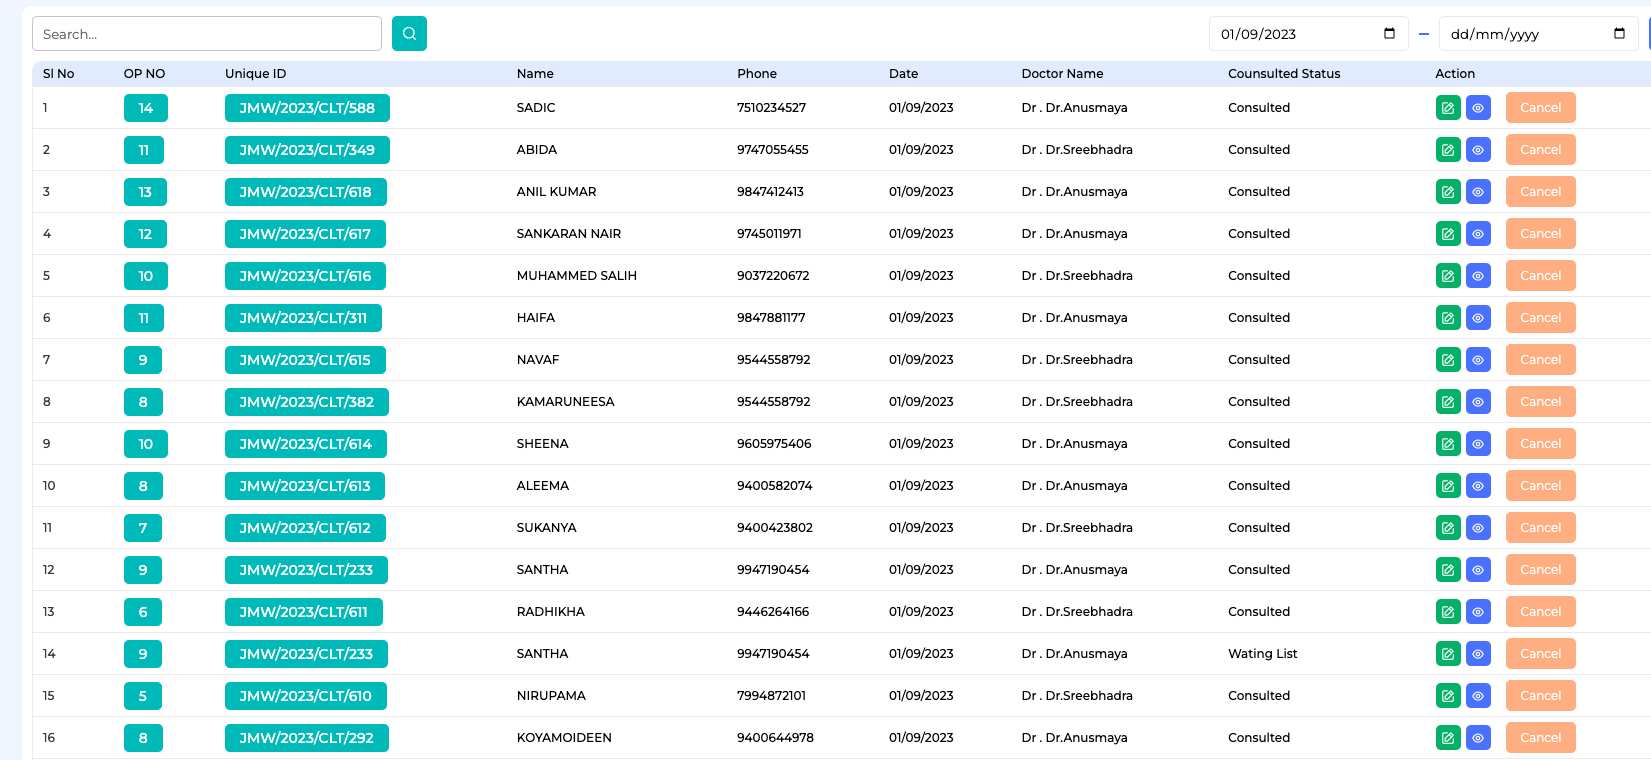 Search... 01/09/2023 – dd/mm/yyyy
Sl No OP NO Unique ID Name Phone Date Doctor Name Counsulted Status Action
1 14 JMW/2023/CLT/588 SADIC 7510234527 01/09/2023 Dr . Dr.Anusmaya Consulted Cancel
2 11 JMW/2023/CLT/349 ABIDA 9747055455 01/09/2023 Dr . Dr.Sreebhadra Consulted Cancel
3 13 JMW/2023/CLT/618 ANIL KUMAR 9847412413 01/09/2023 Dr . Dr.Anusmaya Consulted Cancel
4 12 JMW/2023/CLT/617 SANKARAN NAIR 9745011971 01/09/2023 Dr . Dr.Anusmaya Consulted Cancel
5 10 JMW/2023/CLT/616 MUHAMMED SALIH 9037220672 01/09/2023 Dr . Dr.Sreebhadra Consulted Cancel
6 11 JMW/2023/CLT/311 HAIFA 9847881177 01/09/2023 Dr . Dr.Anusmaya Consulted Cancel
7 9 JMW/2023/CLT/615 NAVAF 9544558792 01/09/2023 Dr . Dr.Sreebhadra Consulted Cancel
8 8 JMW/2023/CLT/382 KAMARUNEESA 9544558792 01/09/2023 Dr . Dr.Sreebhadra Consulted Cancel
9 10 JMW/2023/CLT/614 SHEENA 9605975406 01/09/2023 Dr . Dr.Anusmaya Consulted Cancel
10 8 JMW/2023/CLT/613 ALEEMA 9400582074 01/09/2023 Dr . Dr.Anusmaya Consulted Cancel
11 7 JMW/2023/CLT/612 SUKANYA 9400423802 01/09/2023 Dr . Dr.Sreebhadra Consulted Cancel
12 9 JMW/2023/CLT/233 SANTHA 9947190454 01/09/2023 Dr . Dr.Anusmaya Consulted Cancel
13 6 JMW/2023/CLT/611 RADHIKHA 9446264166 01/09/2023 Dr . Dr.Sreebhadra Consulted Cancel
14 9 JMW/2023/CLT/233 SANTHA 9947190454 01/09/2023 Dr . Dr.Anusmaya Wating List Cancel
15 5 JMW/2023/CLT/610 NIRUPAMA 7994872101 01/09/2023 Dr . Dr.Sreebhadra Consulted Cancel
16 8 JMW/2023/CLT/292 KOYAMOIDEEN 9400644978 01/09/2023 Dr . Dr.Anusmaya Consulted Cancel